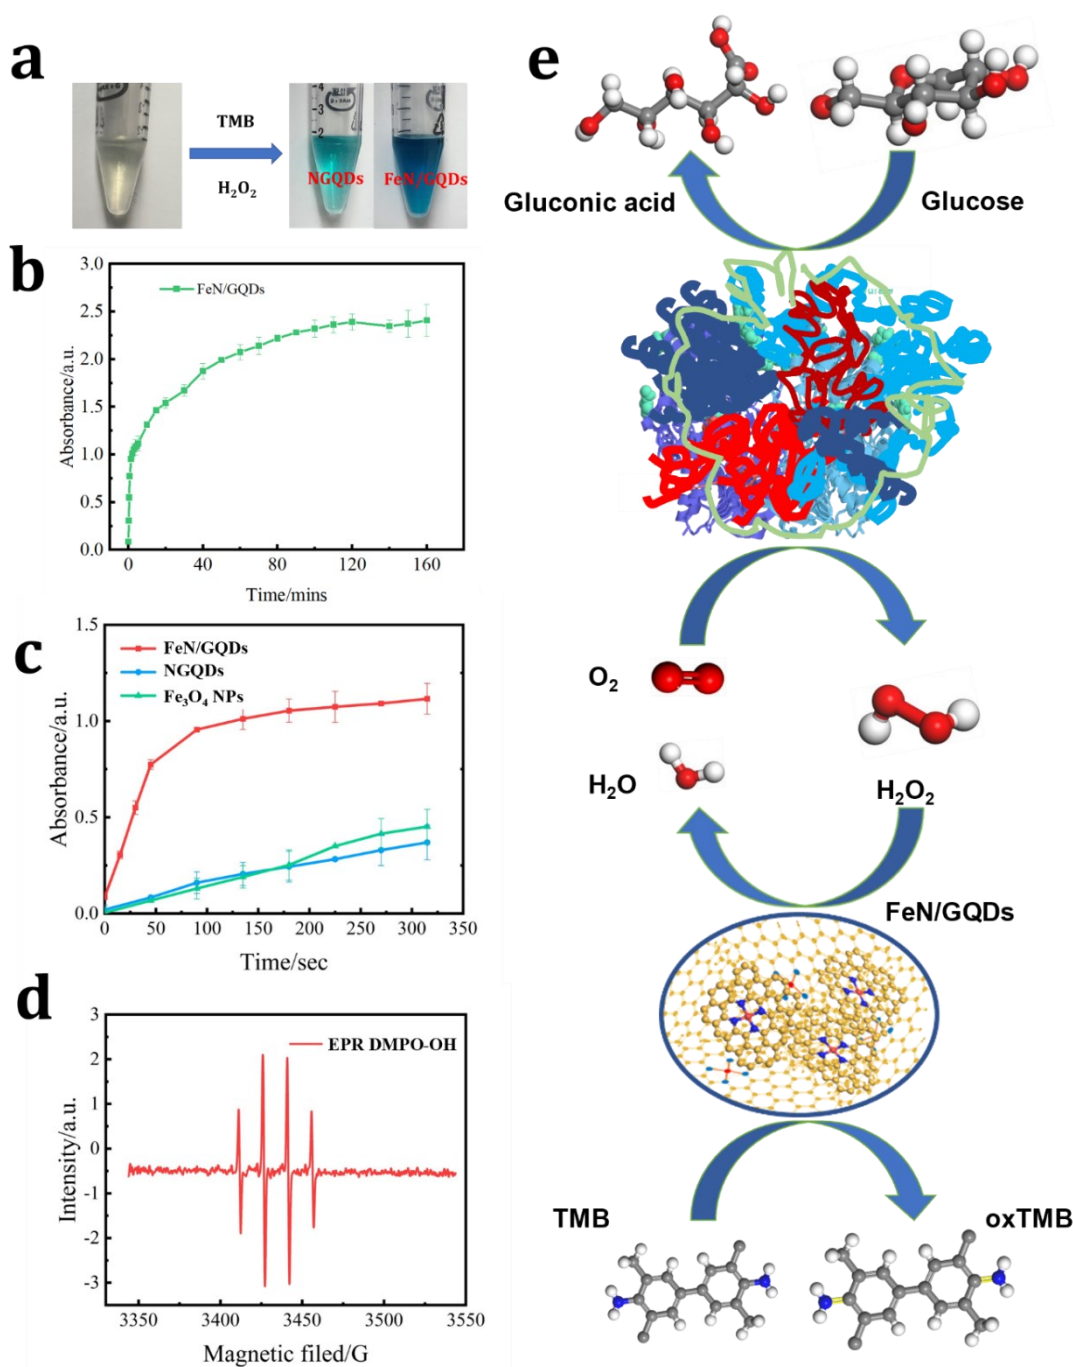 a
TMB
H₂O₂
NGQDs
FeN/GQDs
b
3.0
2.5
2.0
1.5
1.0
0.5
0.0
Absorbance/a.u.
FeN/GQDs
0
40
80
120
160
Time/mins
c
1.5
1.0
0.5
0.0
Absorbance/a.u.
FeN/GQDs
NGQDs
Fe₃O₄ NPs
0
50
100
150
200
250
300
350
Time/sec
d
3
2
1
0
-1
-2
-3
Intensity/a.u.
EPR DMPO-OH
3350
3400
3450
3500
3550
Magnetic filed/G
e
Gluconic acid
Glucose
O₂
H₂O
H₂O₂
FeN/GQDs
TMB
oxTMB